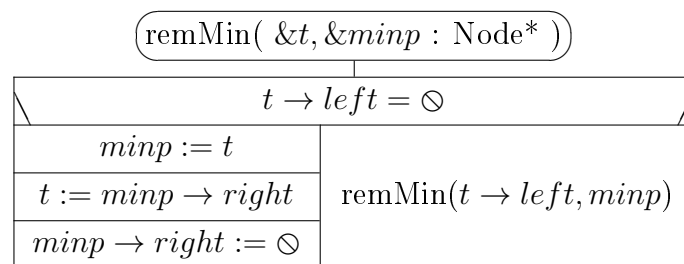 remMin( &t, &minp : Node* )
t → left = ⦸
minp := t
t := minp → right
minp → right := ⦸
remMin(t → left, minp)